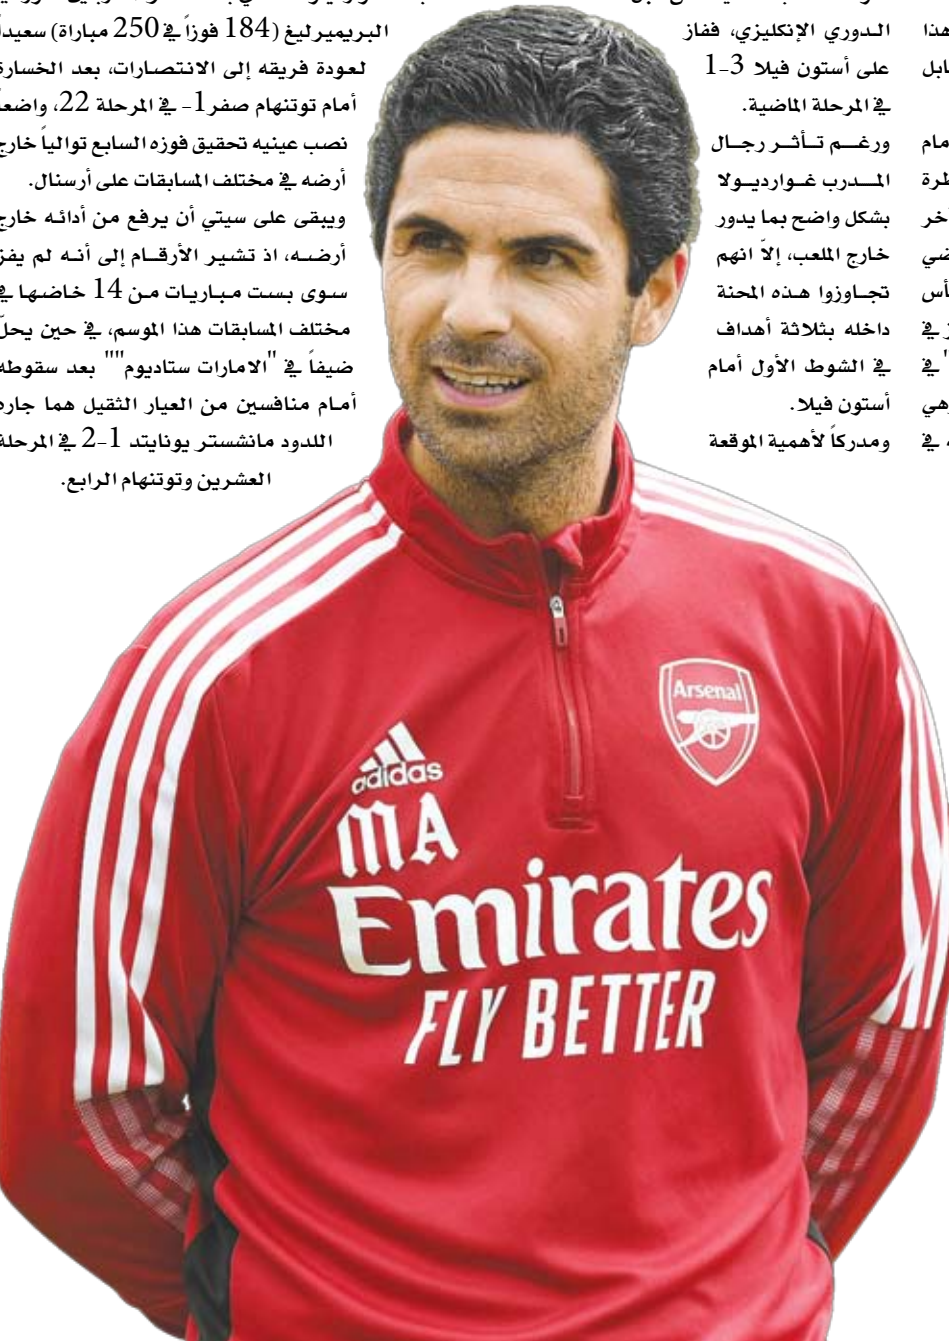 هذا
الدوري الإنكليزي، ففاز
على أستون فيلا 3-1
في المرحلة الماضية.
ورغم تأثر رجال
المدرب غوارديولا
بشكل واضح بما يدور
خارج الملعب، إلاّ انهم
تجاوزوا هذه المحنة
داخله بثلاثة أهداف
في الشوط الأول أمام
أستون فيلا.
ومدركاً لأهمية الموقعة
البريميرليغ (184 فوزاً في 250 مباراة) سعيداً
لعودة فريقه إلى الانتصارات، بعد الخسارة
أمام توتنهام صفر1- في المرحلة 22، واضعاً
نصب عينيه تحقيق فوزه السابع توالياً خارج
أرضه في مختلف المسابقات على أرسنال.
ويبقى على سيتي أن يرفع من أدائه خارج
أرضه، اذ تشير الأرقام إلى أنه لم يفز
سوى بست مباريات من 14 خاضها في
مختلف المسابقات هذا الموسم، في حين يحلّ
ضيفاً في "الامارات ستاديوم"" بعد سقوطه
أمام منافسين من العيار الثقيل هما جاره
اللدود مانشستر يونايتد 1-2 في المرحلة
العشرين وتوتنهام الرابع.
Arsenal
adidas
MA
Emirates
FLY BETTER